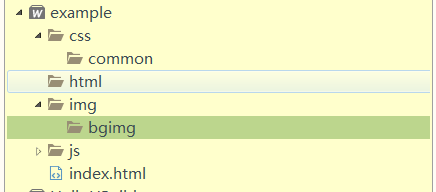 example
css
common
html
img
bgimg
js
index.html